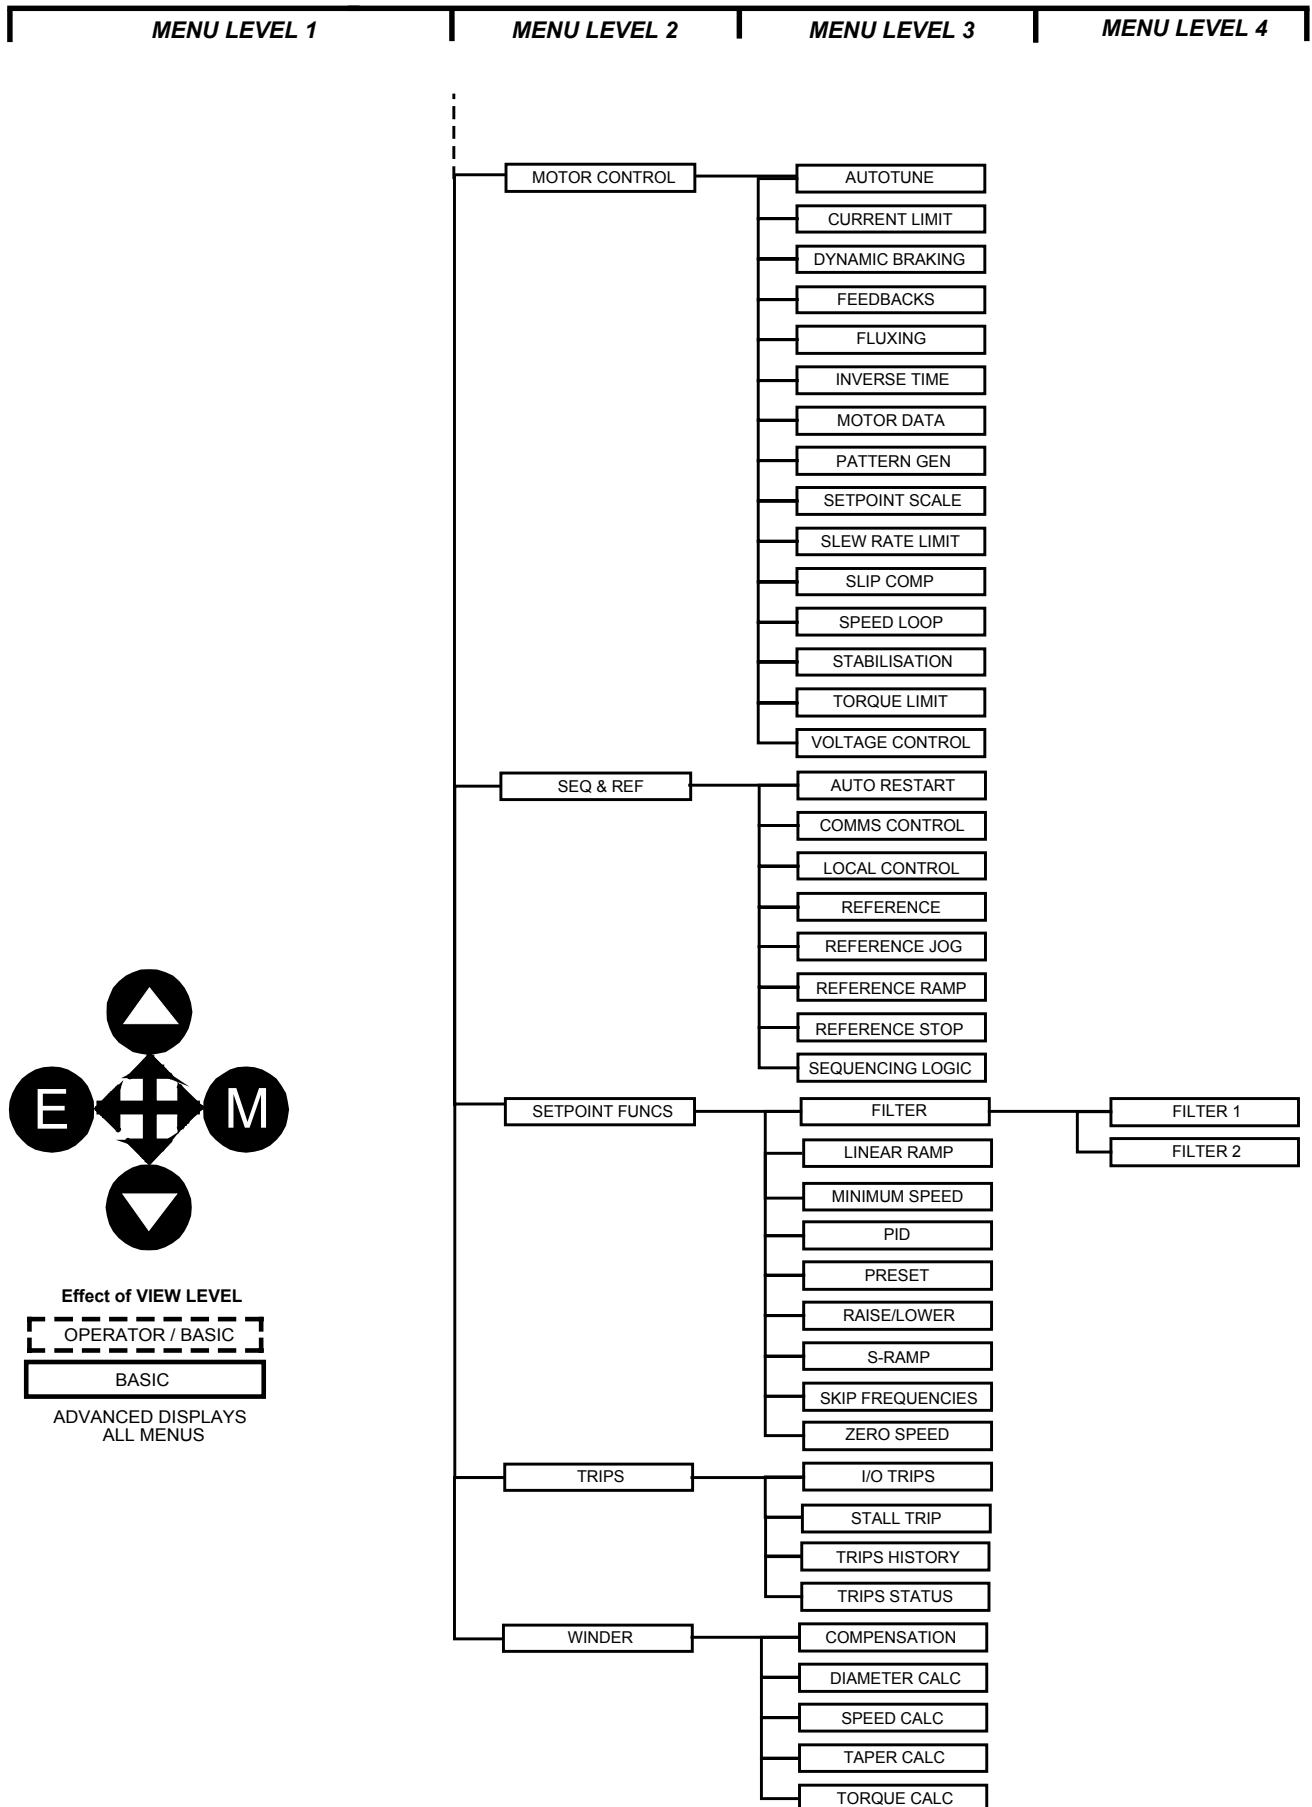 MENU LEVEL 1 MENU LEVEL 2 MENU LEVEL 3 MENU LEVEL 4
MOTOR CONTROL AUTOTUNE
CURRENT LIMIT
DYNAMIC BRAKING
FEEDBACKS
FLUXING
INVERSE TIME
MOTOR DATA
PATTERN GEN
SETPOINT SCALE
SLEW RATE LIMIT
SLIP COMP
SPEED LOOP
STABILISATION
TORQUE LIMIT
VOLTAGE CONTROL
SEQ & REF AUTO RESTART
COMMS CONTROL
LOCAL CONTROL
REFERENCE
REFERENCE JOG
REFERENCE RAMP
REFERENCE STOP
SEQUENCING LOGIC
E M
SETPOINT FUNCS FILTER FILTER 1
FILTER 2
LINEAR RAMP
MINIMUM SPEED
PID
PRESET
RAISE/LOWER
S-RAMP
SKIP FREQUENCIES
ZERO SPEED
Effect of VIEW LEVEL
OPERATOR / BASIC
BASIC
ADVANCED DISPLAYS
ALL MENUS
TRIPS I/O TRIPS
STALL TRIP
TRIPS HISTORY
TRIPS STATUS
WINDER COMPENSATION
DIAMETER CALC
SPEED CALC
TAPER CALC
TORQUE CALC